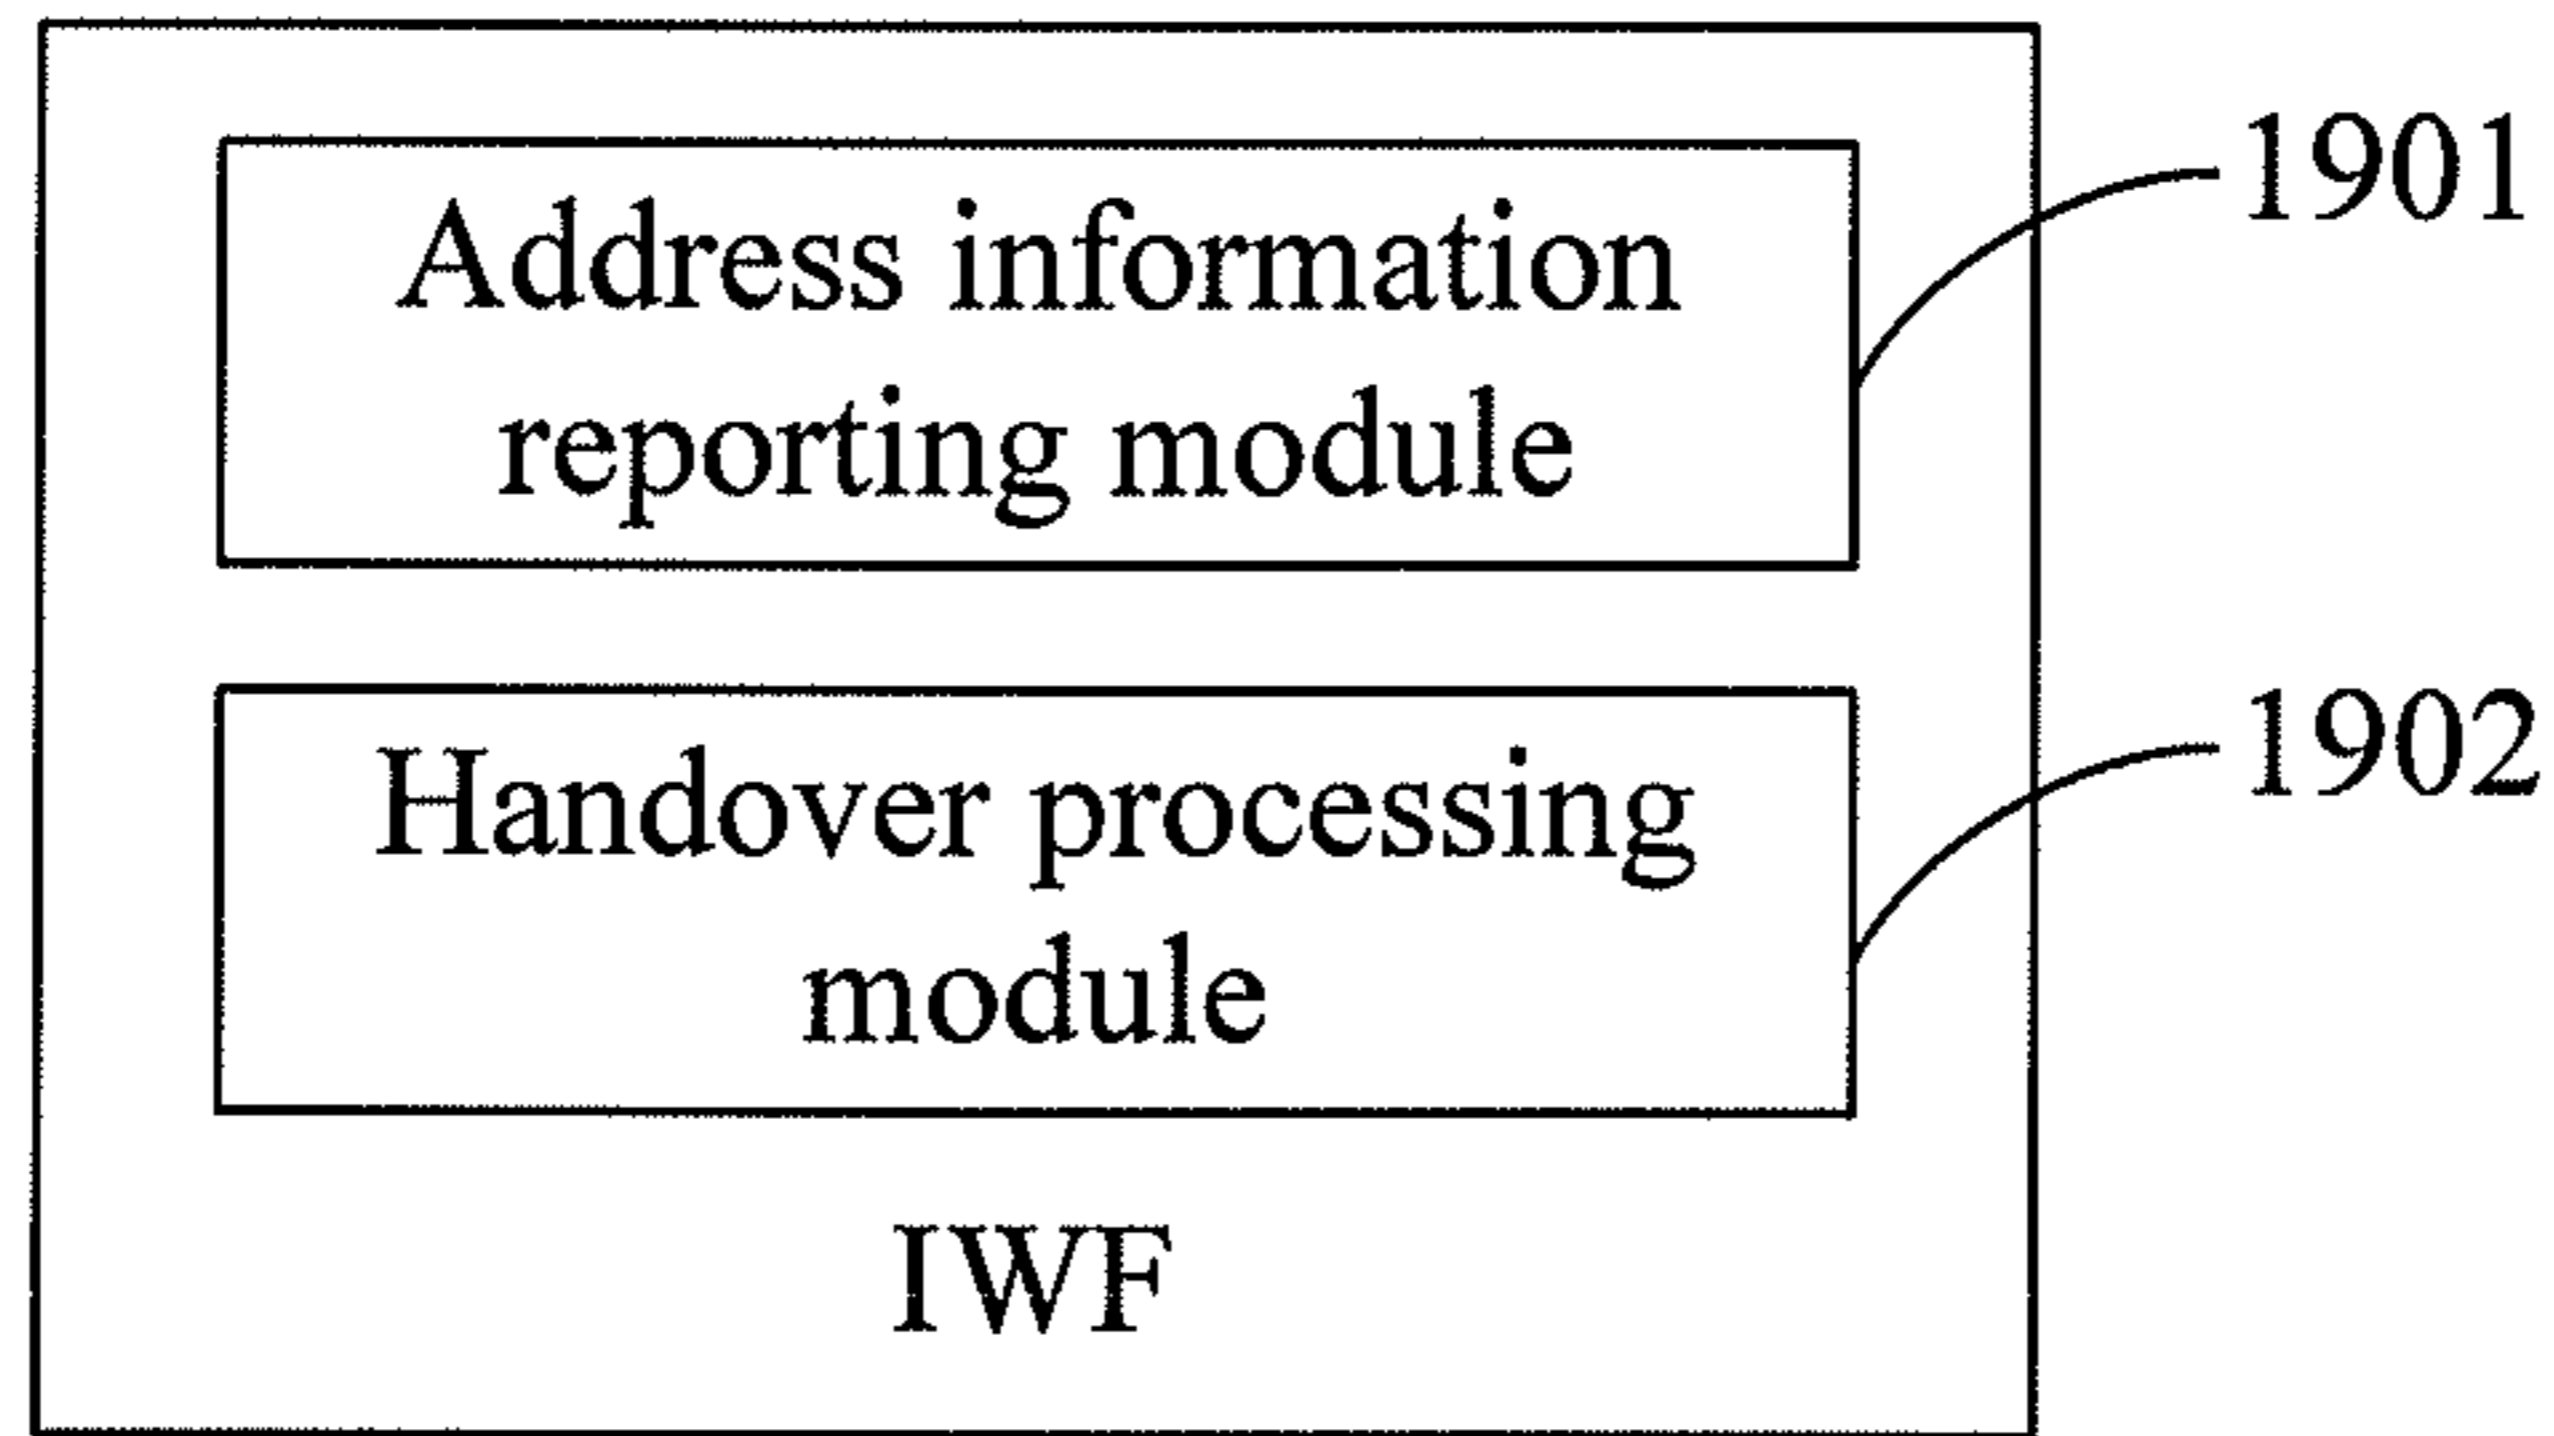 Address information
reporting module
1901
Handover processing
module
1902
IWF